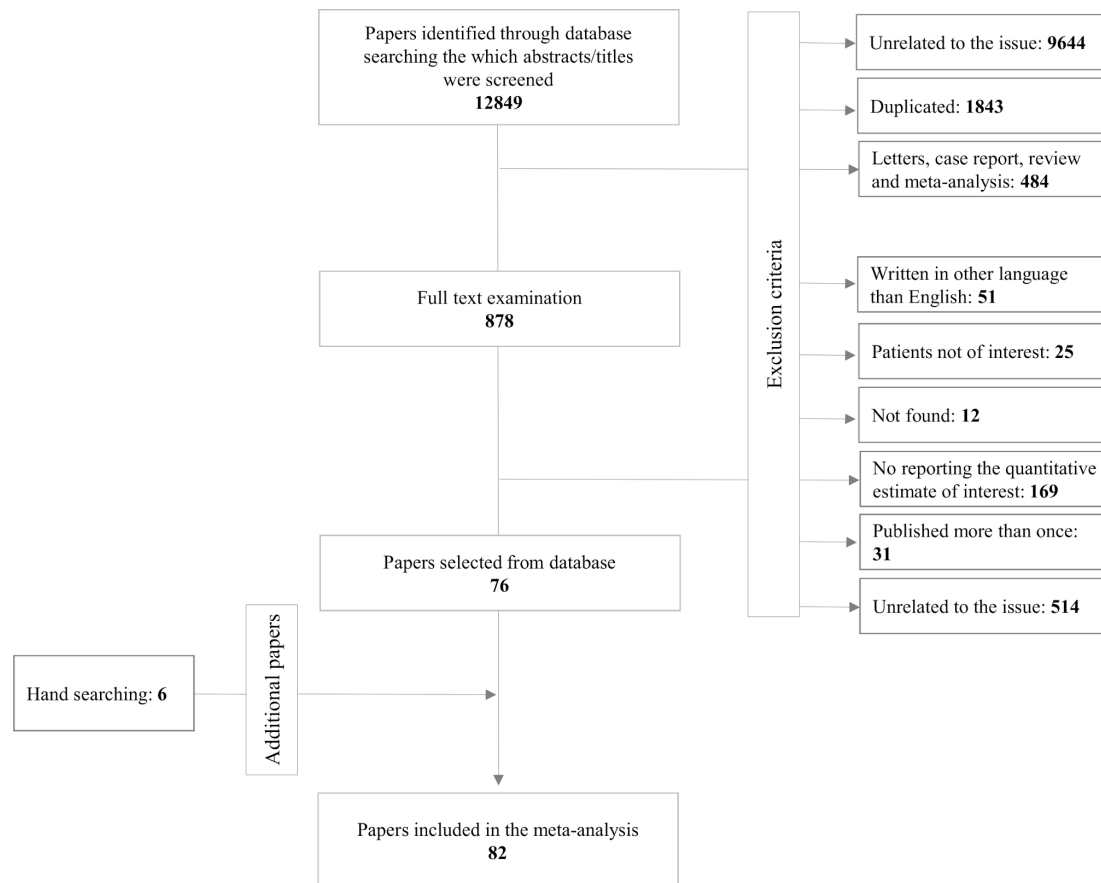 Papers identified through database
searching the which abstracts/titles
were screened
12849
Unrelated to the issue: 9644
Duplicated: 1843
Letters, case report, review
and meta-analysis: 484
Exclusion criteria
Full text examination
878
Written in other language
than English: 51
Patients not of interest: 25
Not found: 12
No reporting the quantitative
estimate of interest: 169
Published more than once:
31
Unrelated to the issue: 514
Papers selected from database
76
Hand searching: 6
Additional papers
Papers included in the meta-analysis
82